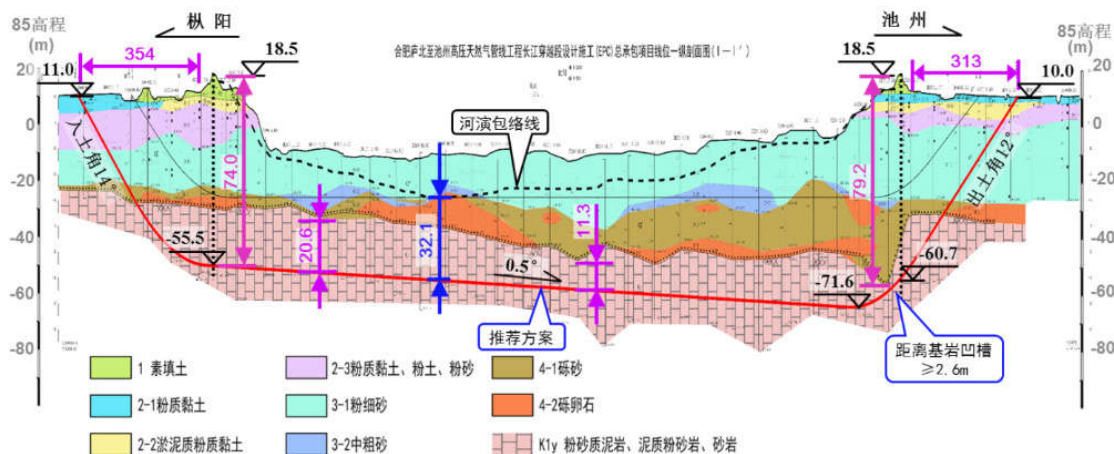 85高程
(m)
枞 阳
池 州
85高程
(m)
合肥庐北至池州高压天然气管线工程长江穿越段设计施工(EPC)总承包项目线位一纵剖面图(I—I')
20
11.0
354
18.5
18.5
313
10.0
20
0
0
-20
-20
-40
-40
-60
-60
-80
-80
河演包络线
入土角14°
出土角12°
74.0
79.2
20.6
32.1
11.3
0.5°
-55.5
-71.6
-60.7
推荐方案
距离基岩凹槽
≥2.6m
1 素填土
2-3粉质黏土、粉土、粉砂
4-1砾砂
2-1粉质黏土
3-1粉细砂
4-2砾卵石
2-2淤泥质粉质黏土
3-2中粗砂
K1y 粉砂质泥岩、泥质粉砂岩、砂岩